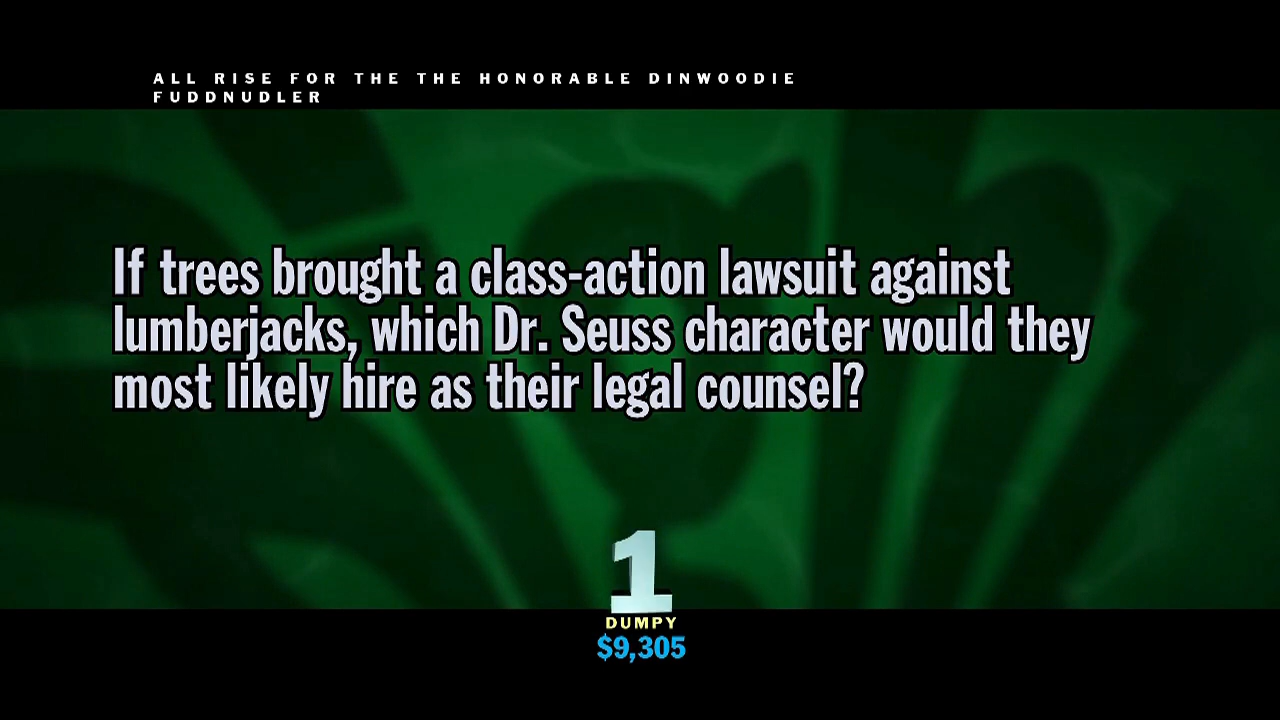 ALL RISE FOR THE THE HONORABLE DINWOODIE
FUDDNUDLER
If trees brought a class-action lawsuit against
lumberjacks, which Dr. Seuss character would they
most likely hire as their legal counsel?
1
DUMPY
$9,305